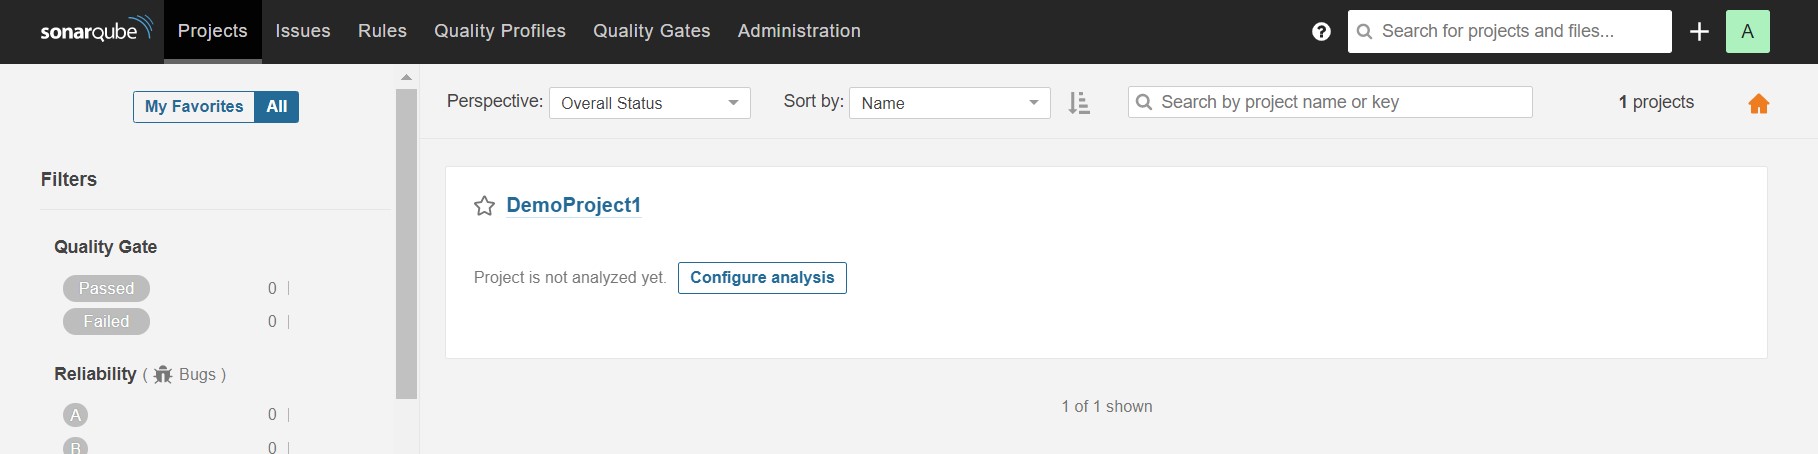 sonarqube Projects Issues Rules Quality Profiles Quality Gates Administration ? Search for projects and files... + A
My Favorites All
Perspective: Overall Status Sort by: Name Search by project name or key 1 projects
Filters
DemoProject1
Quality Gate
Project is not analyzed yet. Configure analysis
Passed 0
Failed 0
Reliability ( Bugs )
A 0
1 of 1 shown
B 0